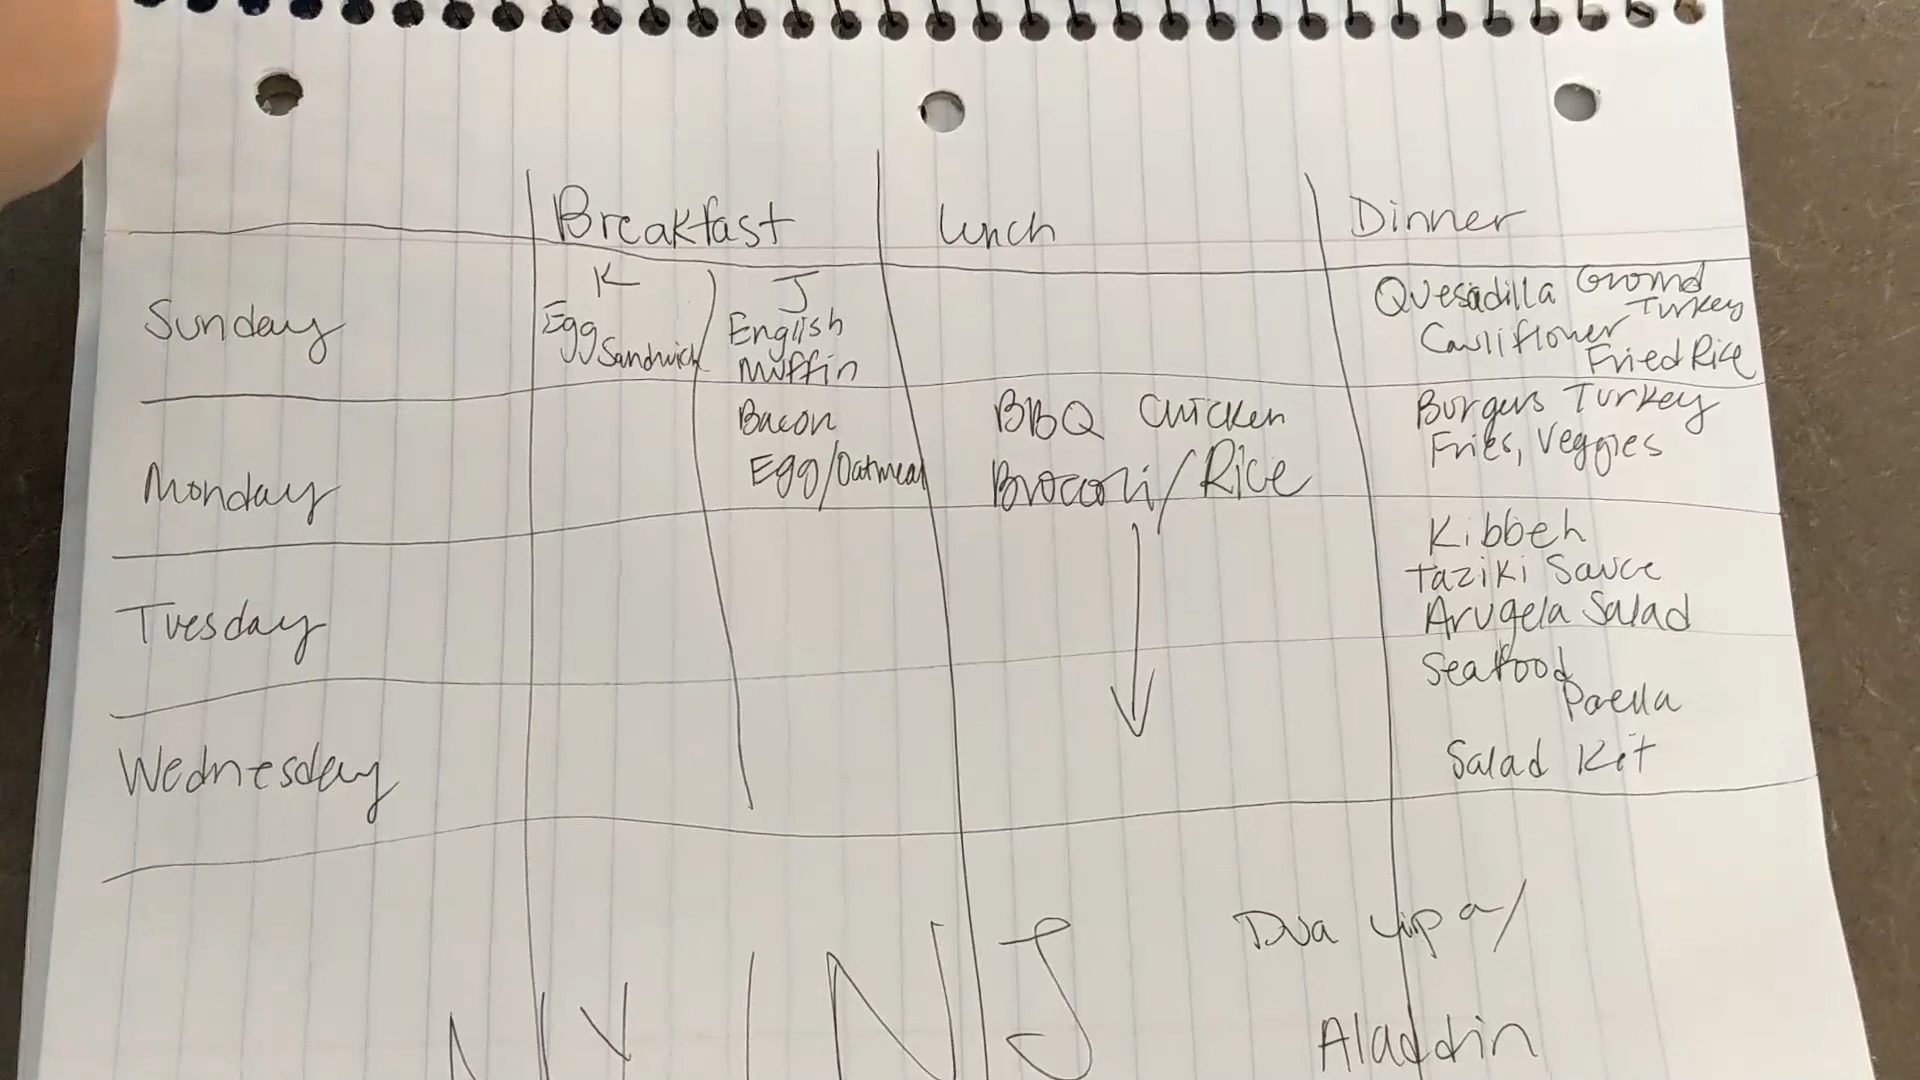 Breakfast Lunch Dinner
K J
Sunday Egg Sandwich English Muffin Quesadilla Ground Turkey
Cauliflower Fried Rice
Monday Bacon BBQ Chicken Burgers Turkey
Egg/Oatmeal Broccoli/Rice Fries, Veggies
Tuesday Kibbeh
Taziki Sauce
Arugela Salad
Wednesday Seafood
Paella
Salad Kit
NY / NJ Dua Lipa/
Aladdin